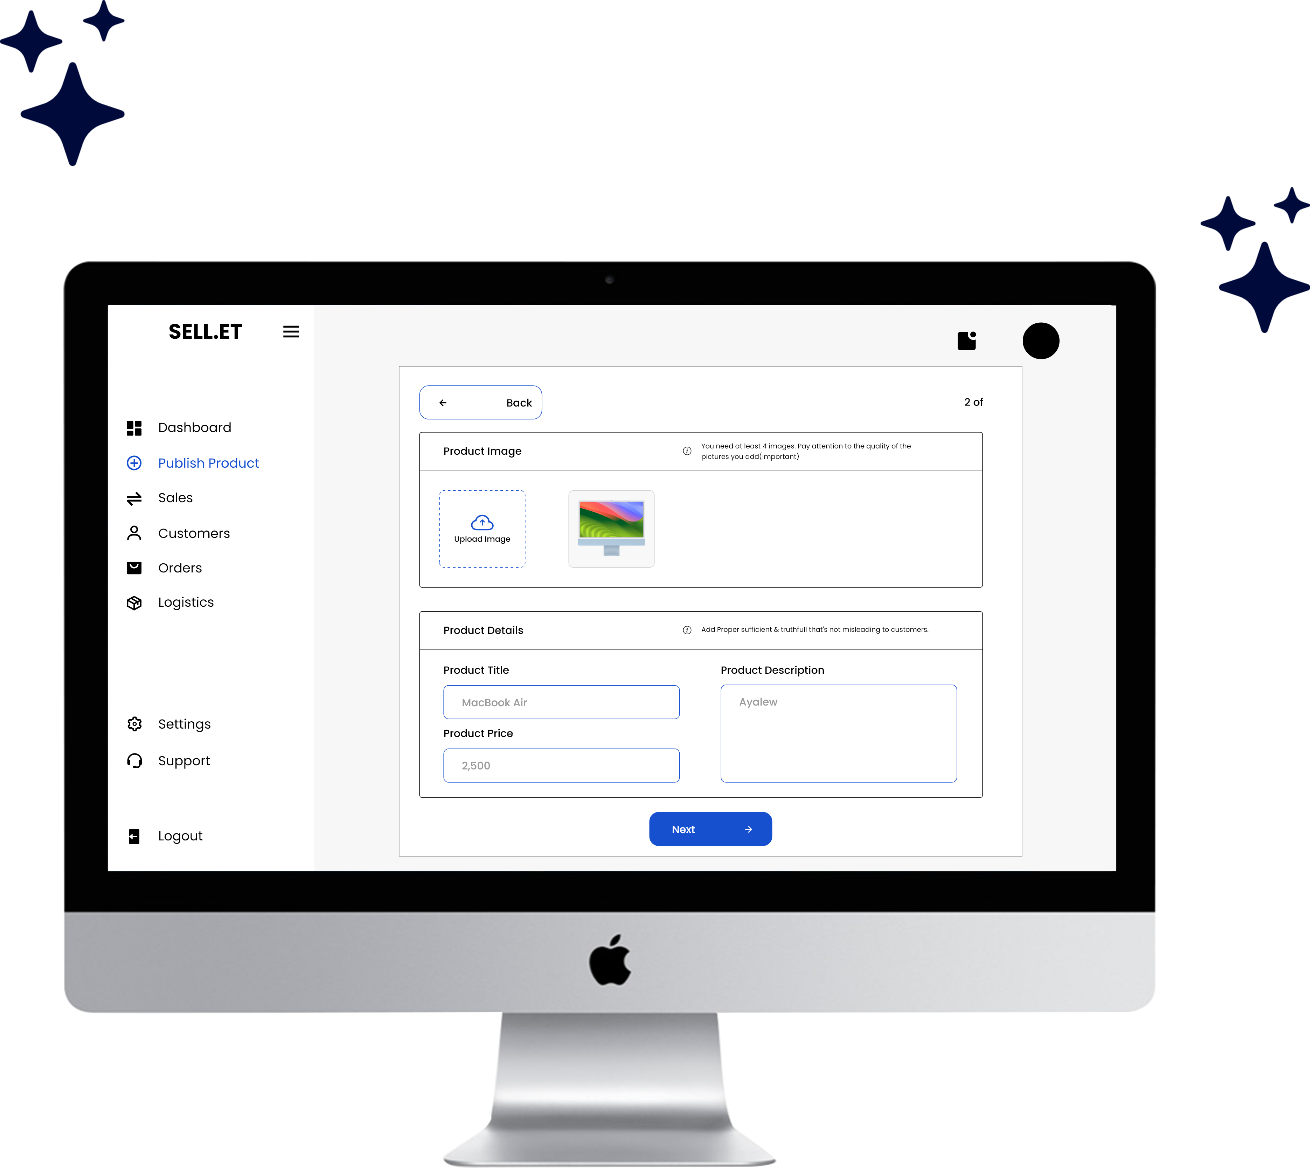 SELL.ET
Dashboard
Publish Product
Sales
Customers
Orders
Logistics
Settings
Support
Logout
Back
2 of
Product Image
You need at least 4 images. Pay attention to the quality of the
pictures you add(important)
Upload Image
Product Details
Add Proper sufficient & truthfull that's not misleading to customers.
Product Title
MacBook Air
Product Price
2,500
Product Description
Ayalew
Next